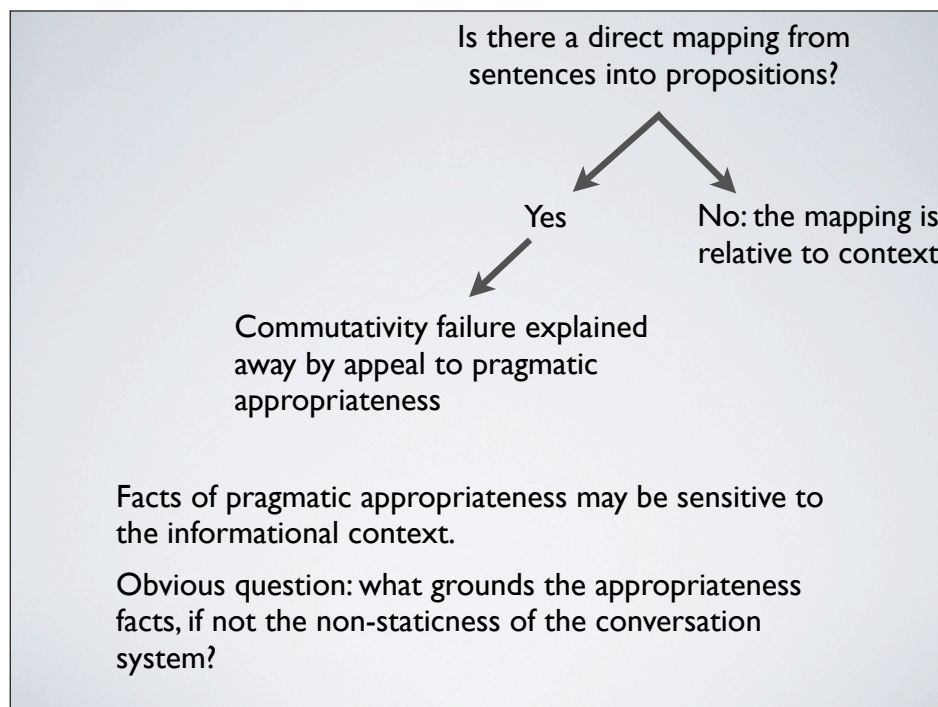 Is there a direct mapping from
sentences into propositions?
Yes
No: the mapping is
relative to context
Commutativity failure explained
away by appeal to pragmatic
appropriateness
Facts of pragmatic appropriateness may be sensitive to
the informational context.
Obvious question: what grounds the appropriateness
facts, if not the non-staticness of the conversation
system?